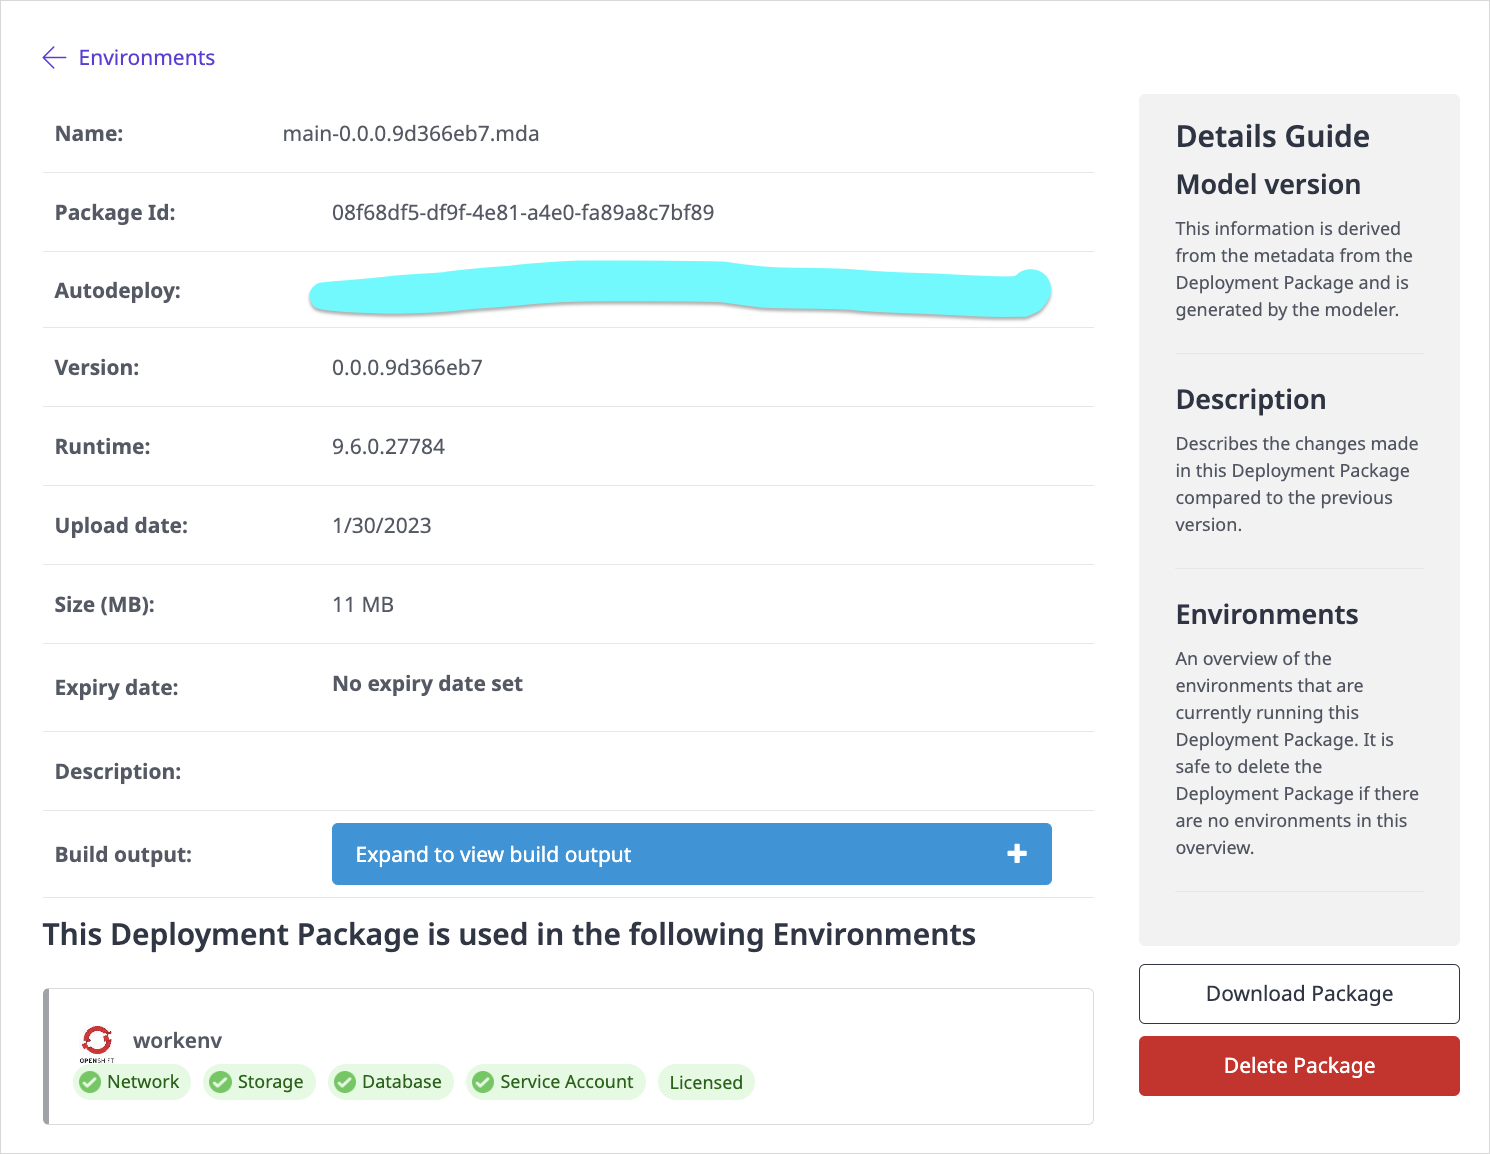 Environments
Name: main-0.0.0.9d366eb7.mda
Package Id: 08f68df5-df9f-4e81-a4e0-fa89a8c7bf89
Autodeploy:
Version: 0.0.0.9d366eb7
Runtime: 9.6.0.27784
Upload date: 1/30/2023
Size (MB): 11 MB
Expiry date: No expiry date set
Description:
Build output: Expand to view build output
This Deployment Package is used in the following Environments
OPENSHIFT
workenv
Network Storage Database Service Account Licensed
Details Guide
Model version
This information is derived
from the metadata from the
Deployment Package and is
generated by the modeler.
Description
Describes the changes made
in this Deployment Package
compared to the previous
version.
Environments
An overview of the
environments that are
currently running this
Deployment Package. It is
safe to delete the
Deployment Package if there
are no environments in this
overview.
Download Package
Delete Package